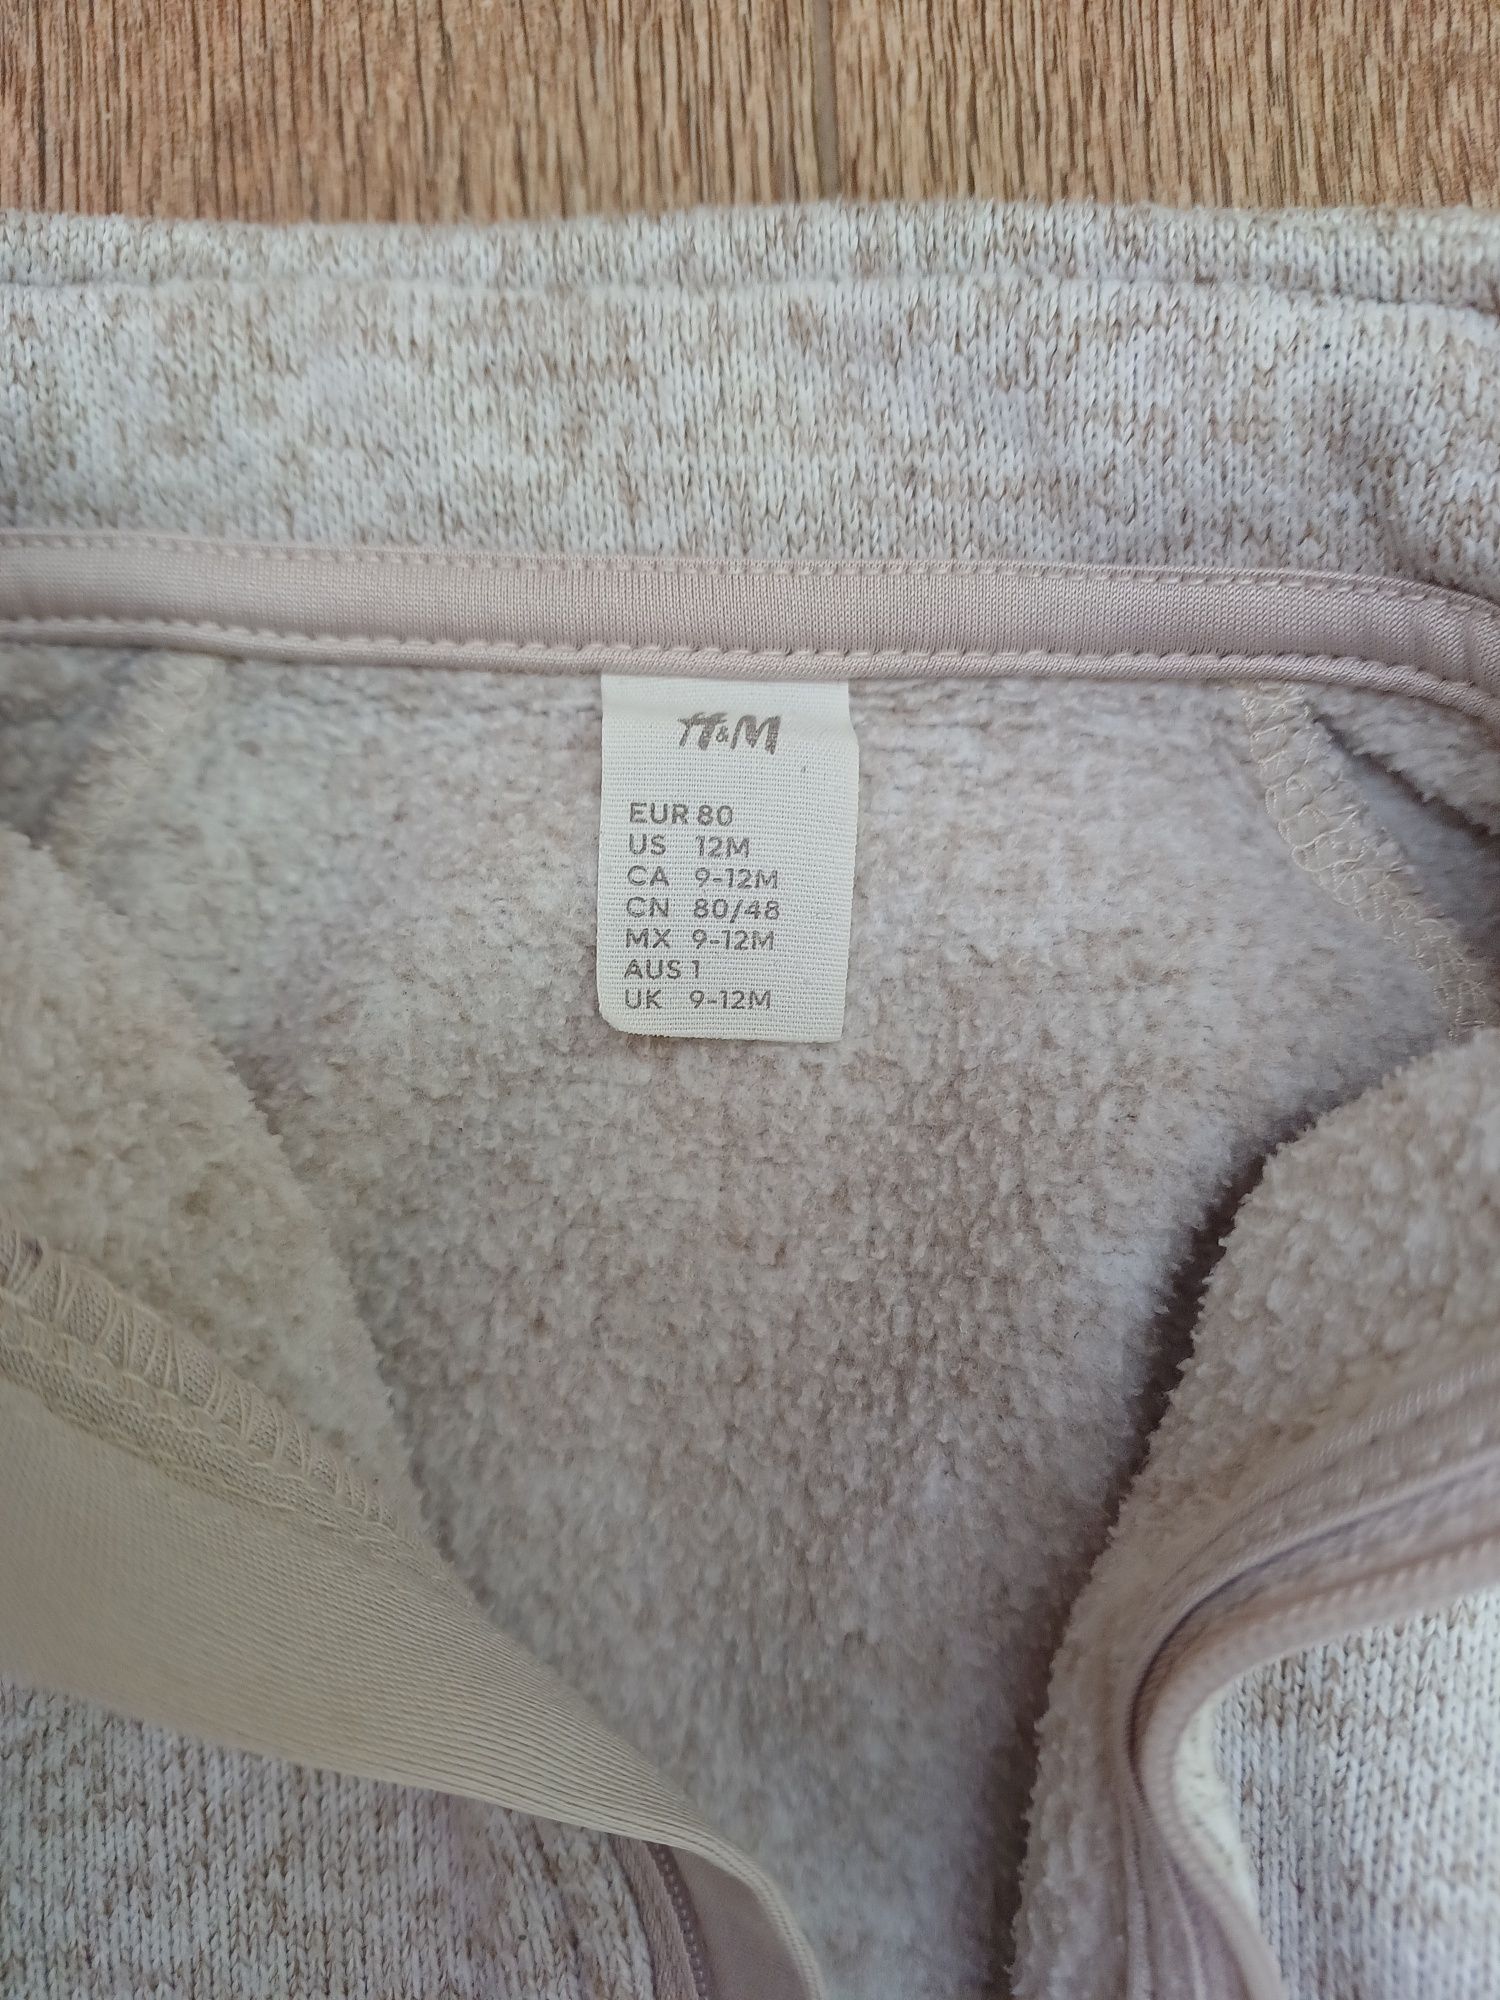 H&M
EUR 80
US 12M
CA 9-12M
CN 80/48
MX 9-12M
AUS 1
UK 9-12M